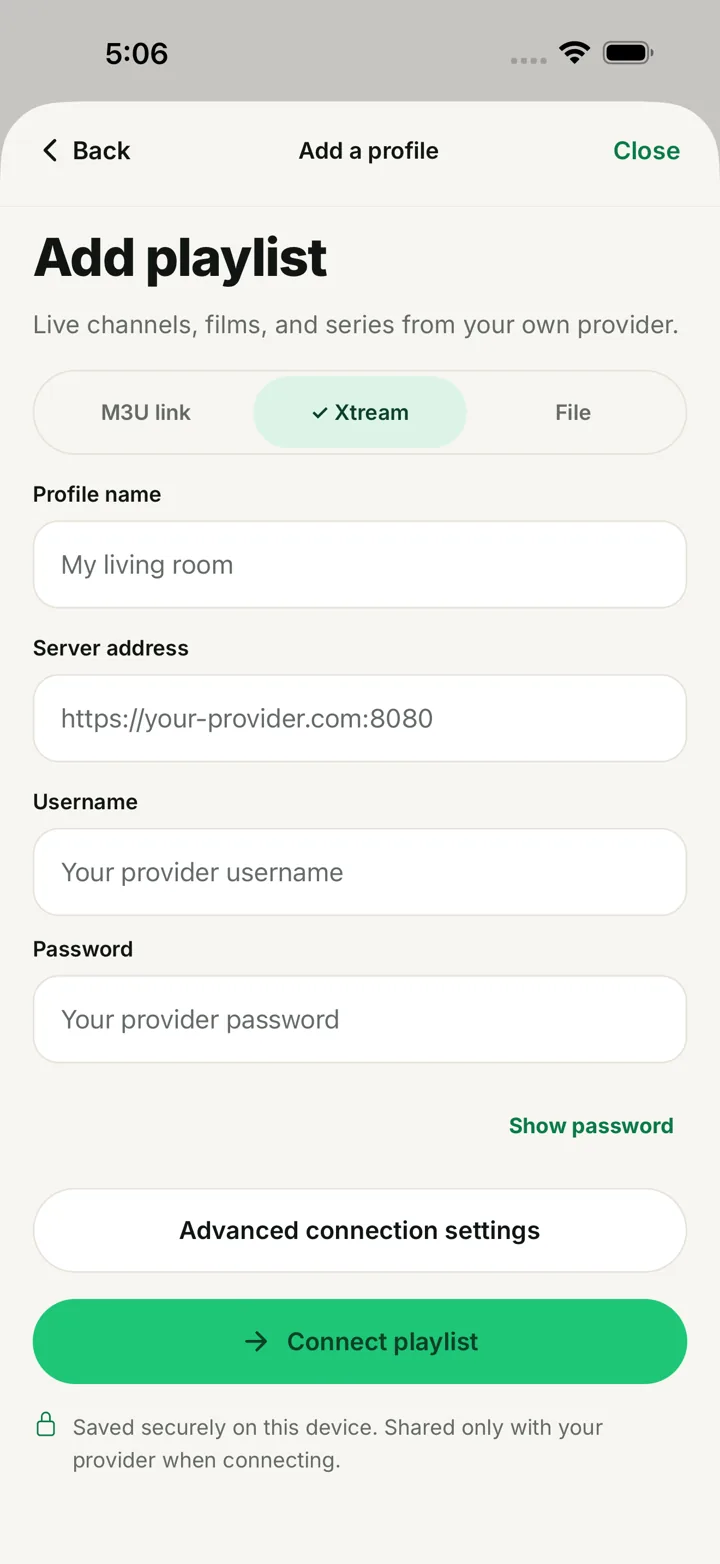 5:06
Back
Add a profile
Close
Add playlist
Live channels, films, and series from your own provider.
M3U link
Xtream
File
Profile name
My living room
Server address
https://your-provider.com:8080
Username
Your provider username
Password
Your provider password
Show password
Advanced connection settings
Connect playlist
Saved securely on this device. Shared only with your
provider when connecting.